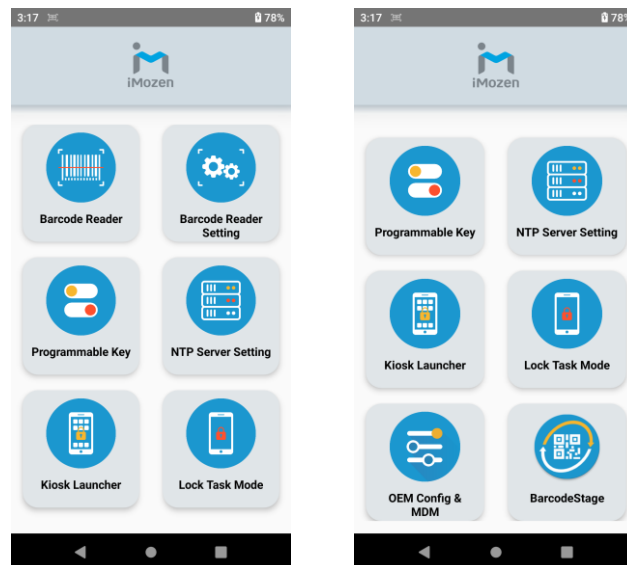 3:17
78%
iMozen
Barcode Reader
Barcode Reader
Setting
Programmable Key
NTP Server Setting
Kiosk Launcher
Lock Task Mode
3:17
78%
iMozen
Programmable Key
NTP Server Setting
Kiosk Launcher
Lock Task Mode
OEM Config &
MDM
BarcodeStage